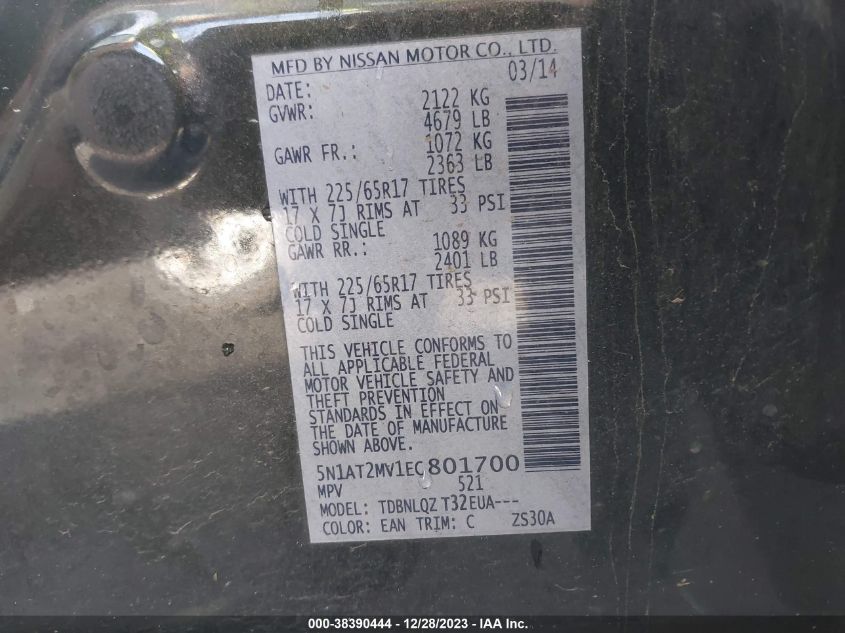 MFD BY NISSAN MOTOR CO., LTD.
DATE: 03/14
GVWR: 2122 KG
4679 LB
GAWR FR.: 1072 KG
2363 LB
WITH 225/65R17 TIRES
17 X 7J RIMS AT 33 PSI
COLD SINGLE
GAWR RR.: 1089 KG
2401 LB
WITH 225/65R17 TIRES
17 X 7J RIMS AT 33 PSI
COLD SINGLE
THIS VEHICLE CONFORMS TO
ALL APPLICABLE FEDERAL
MOTOR VEHICLE SAFETY AND
THEFT PREVENTION
STANDARDS IN EFFECT ON
THE DATE OF MANUFACTURE
SHOWN ABOVE.
5N1AT2MV1EC801700
MPV 521
MODEL: TDBNLQZ T32EUA---
COLOR: EAN TRIM: C ZS30A
000-38390444 - 12/28/2023 - IAA Inc.